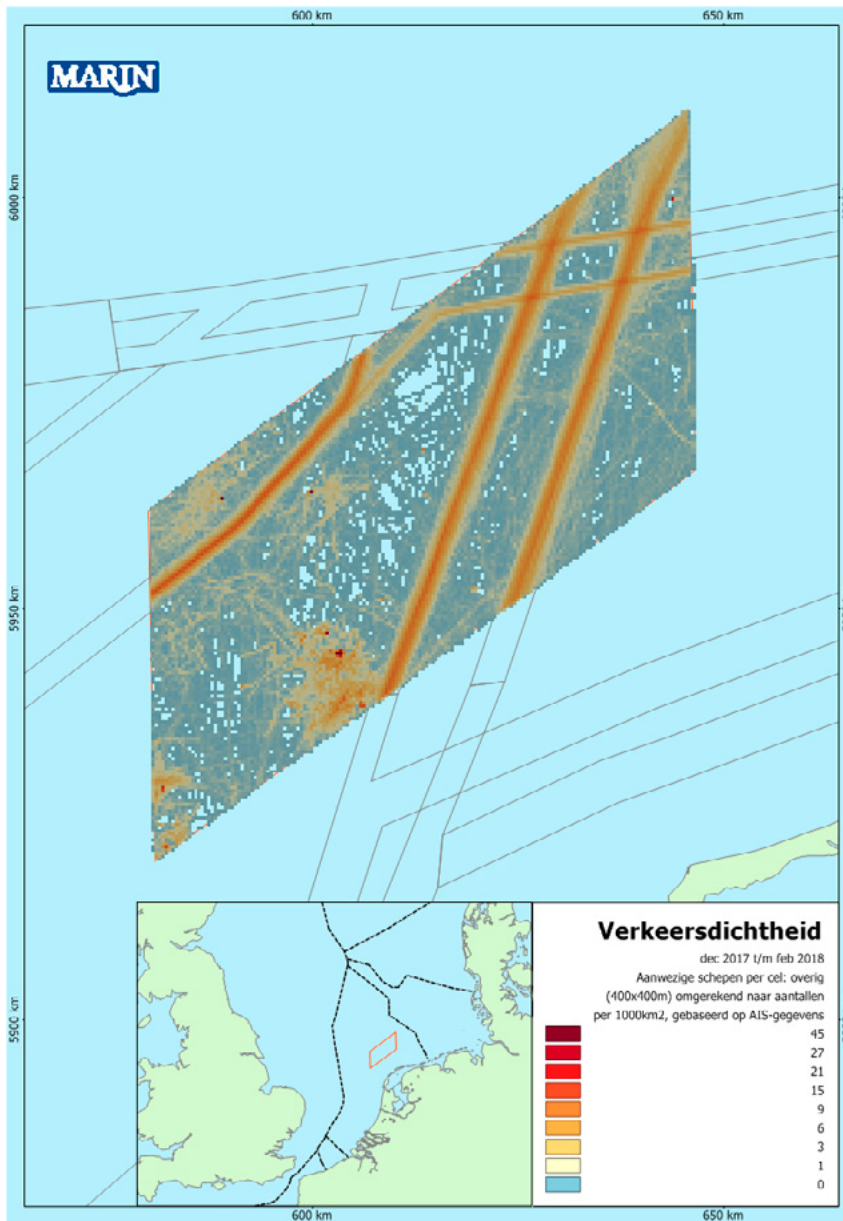 600 km
650 km
MARIN
6000 km
5950 km
5900 km
Verkeersdichtheid
dec 2017 t/m feb 2018
Aanwezige schepen per cel: overig
(400x400m) omgerekend naar aantallen
per 1000km2, gebaseerd op AIS-gegevens
45
27
21
15
9
6
3
1
0
600 km
650 km